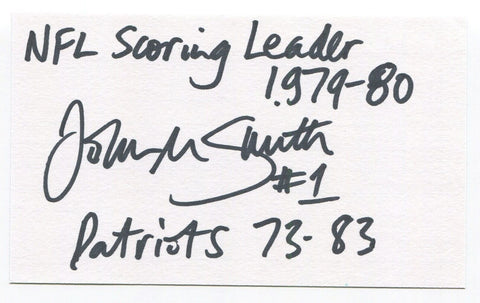 NFL Scoring Leader
1979-80
John M Smith
#1
Patriots 73-83